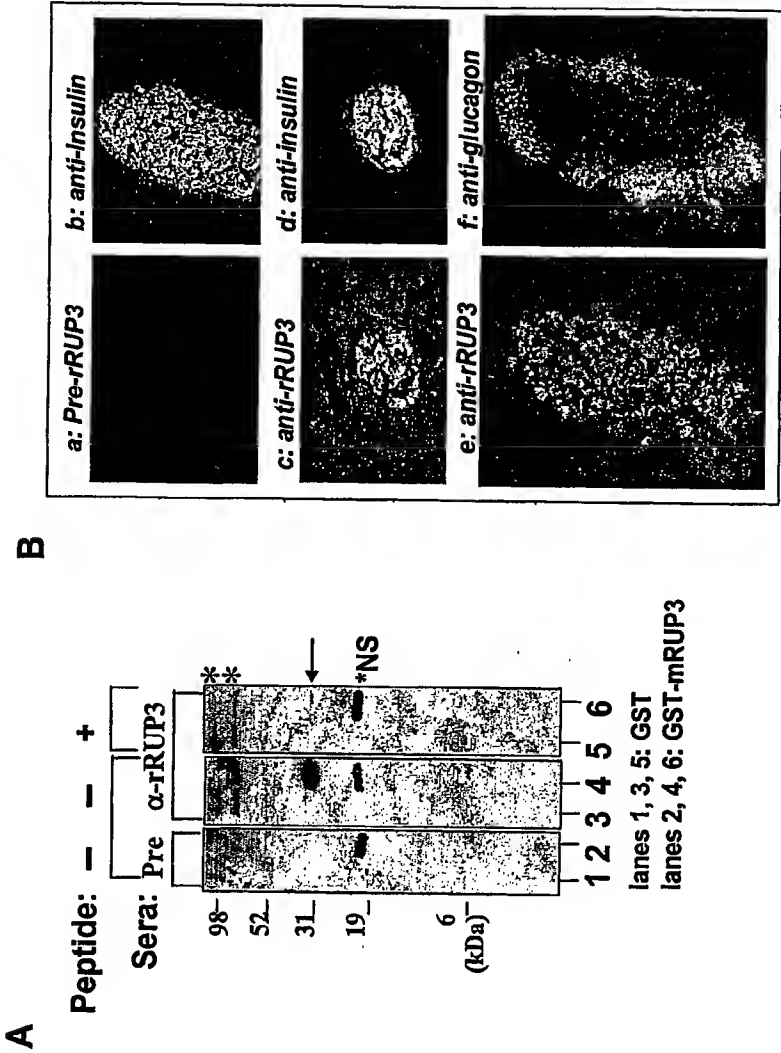 A
Peptide: – – +
Sera: Pre α-rRUP3
98
52
31
19
6
(kDa)
*
*
*NS
1 2 3 4 5 6
lanes 1, 3, 5: GST
lanes 2, 4, 6: GST-mRUP3
B
a: Pre-rRUP3
b: anti-Insulin
c: anti-rRUP3
d: anti-insulin
e: anti-rRUP3
f: anti-glucagon